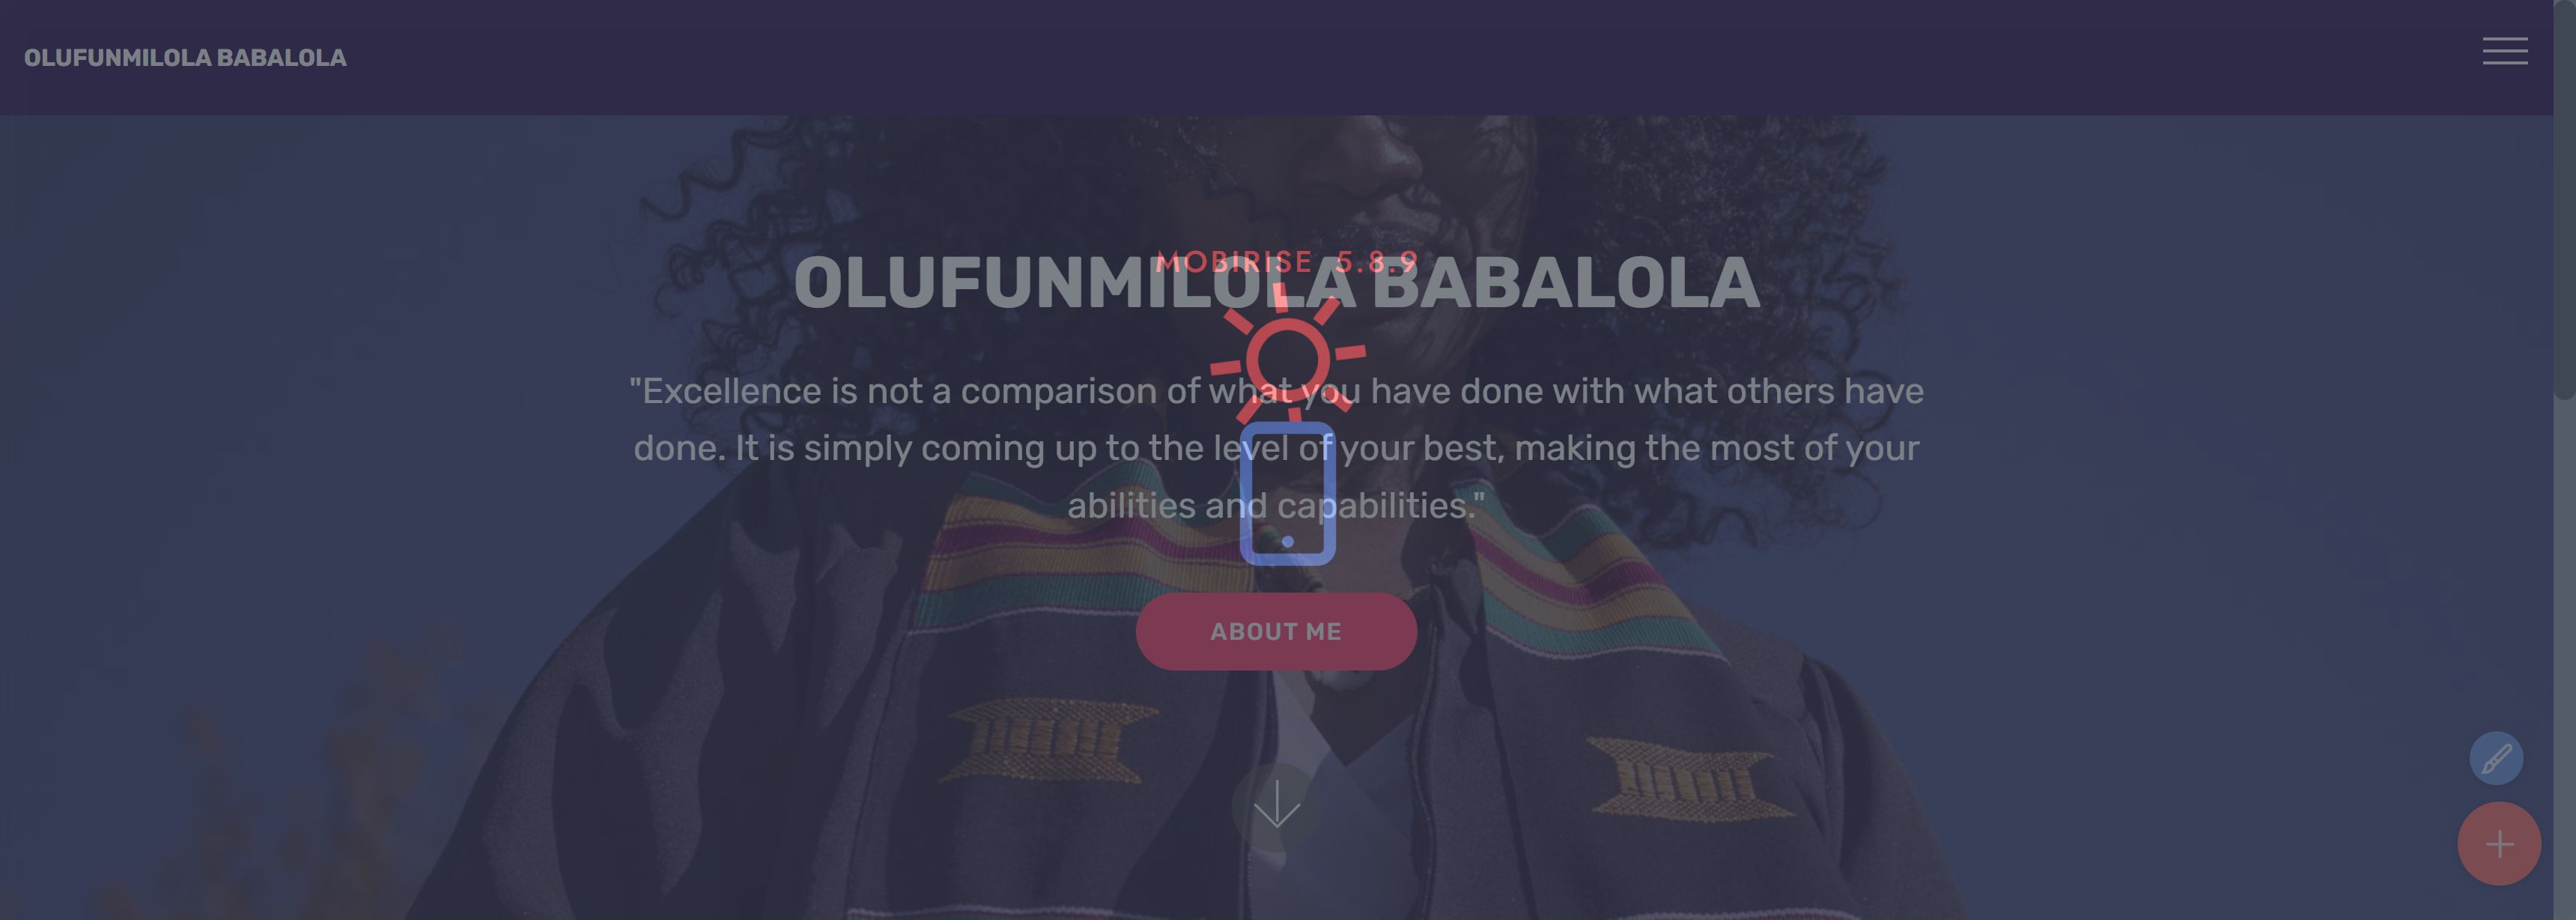 OLUFUNMILOLA BABALOLA
MOBIRISE 5.8.9
OLUFUNMILOLA BABALOLA
"Excellence is not a comparison of what you have done with what others have
done. It is simply coming up to the level of your best, making the most of your
abilities and capabilities."
ABOUT ME